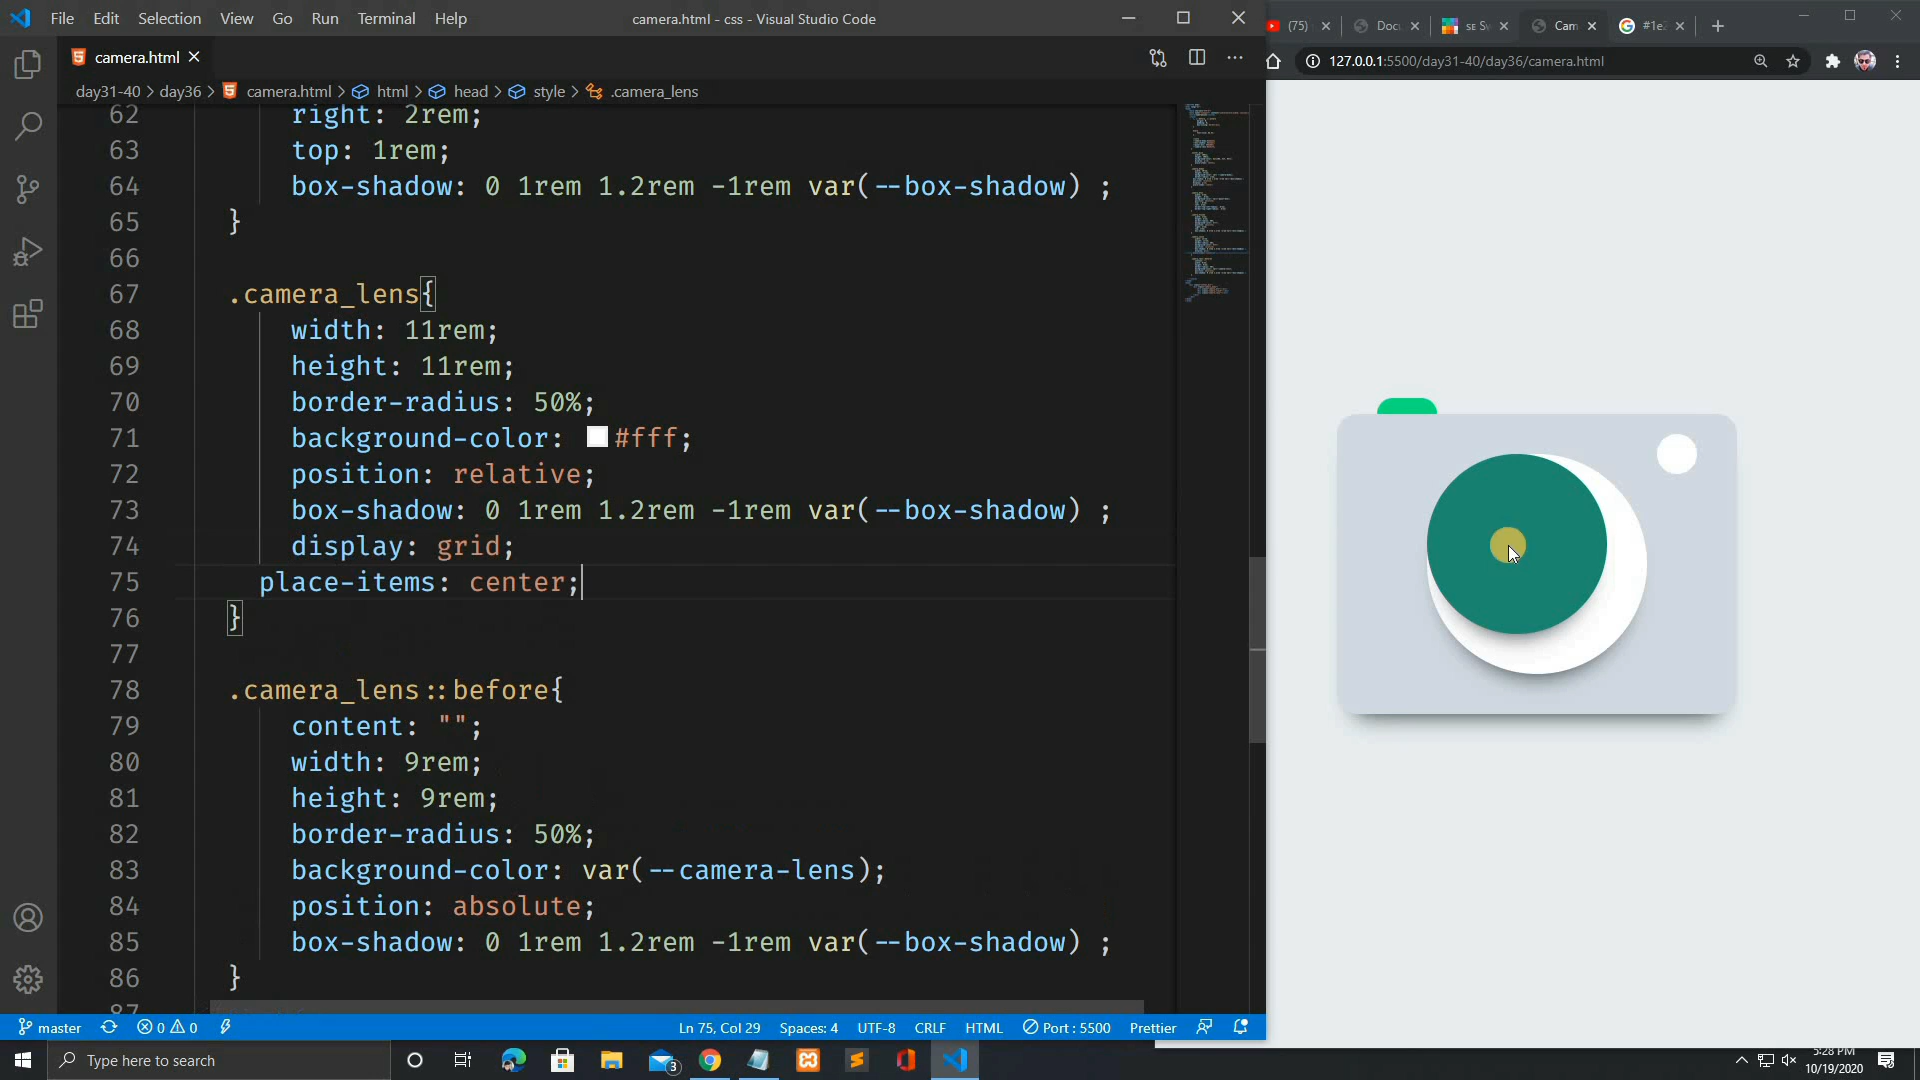 File Edit Selection View Go Run Terminal Help
camera.html - css - Visual Studio Code
camera.html
day31-40 > day36 > camera.html > html > head > style > .camera_lens
62 right: 2rem;
63 top: 1rem;
64 box-shadow: 0 1rem 1.2rem -1rem var(--box-shadow) ;
65 }
66
67 .camera_lens{
68 width: 11rem;
69 height: 11rem;
70 border-radius: 50%;
71 background-color: #fff;
72 position: relative;
73 box-shadow: 0 1rem 1.2rem -1rem var(--box-shadow) ;
74 display: grid;
75 place-items: center;
76 }
77
78 .camera_lens::before{
79 content: "";
80 width: 9rem;
81 height: 9rem;
82 border-radius: 50%;
83 background-color: var(--camera-lens);
84 position: absolute;
85 box-shadow: 0 1rem 1.2rem -1rem var(--box-shadow) ;
86 }
87
master 0 0 Ln 75, Col 29 Spaces: 4 UTF-8 CRLF HTML Port : 5500 Prettier
(75) Doc Cam #1e
127.0.0.1:5500/day31-40/day36/camera.html
Type here to search
3
5:28 PM
10/19/2020